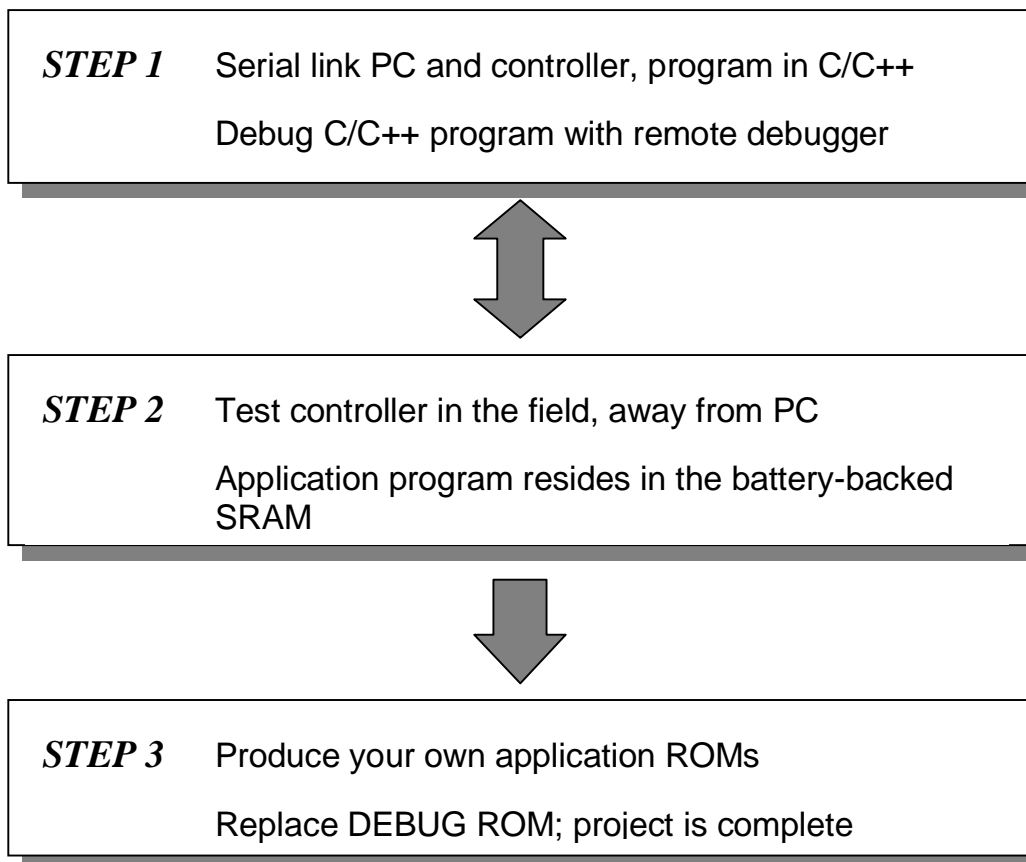 STEP 1 Serial link PC and controller, program in C/C++
Debug C/C++ program with remote debugger
STEP 2 Test controller in the field, away from PC
Application program resides in the battery-backed
SRAM
STEP 3 Produce your own application ROMs
Replace DEBUG ROM; project is complete